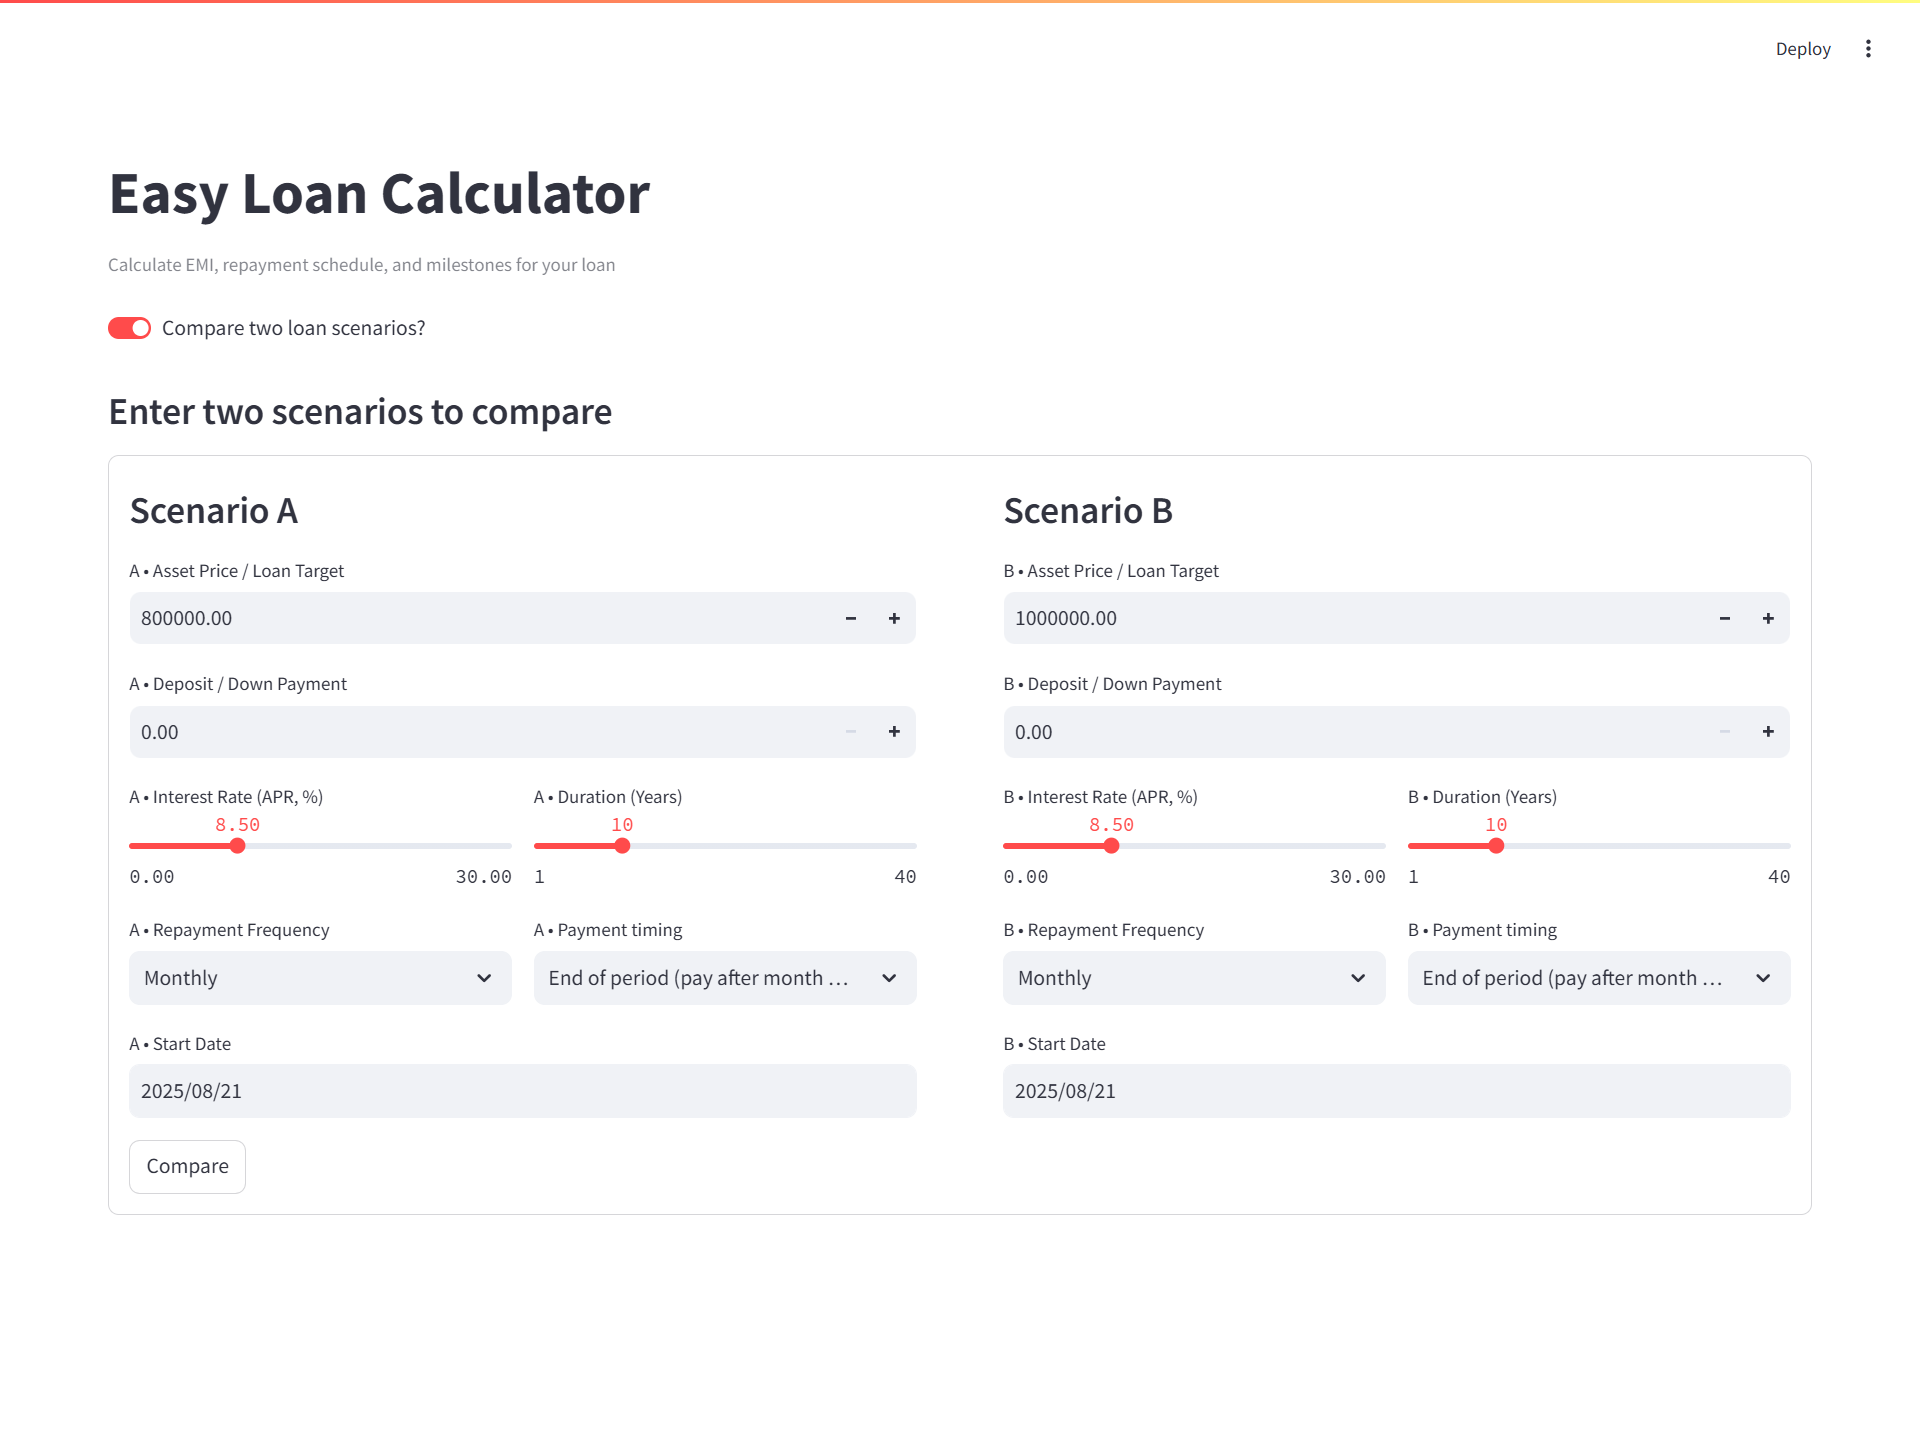 Deploy
Easy Loan Calculator
Calculate EMI, repayment schedule, and milestones for your loan
Compare two loan scenarios?
Enter two scenarios to compare
Scenario A
A • Asset Price / Loan Target
800000.00
A • Deposit / Down Payment
0.00
A • Interest Rate (APR, %)
8.50
0.00 30.00
A • Duration (Years)
10
1 40
A • Repayment Frequency
Monthly
A • Payment timing
End of period (pay after month …
A • Start Date
2025/08/21
Compare
Scenario B
B • Asset Price / Loan Target
1000000.00
B • Deposit / Down Payment
0.00
B • Interest Rate (APR, %)
8.50
0.00 30.00
B • Duration (Years)
10
1 40
B • Repayment Frequency
Monthly
B • Payment timing
End of period (pay after month …
B • Start Date
2025/08/21